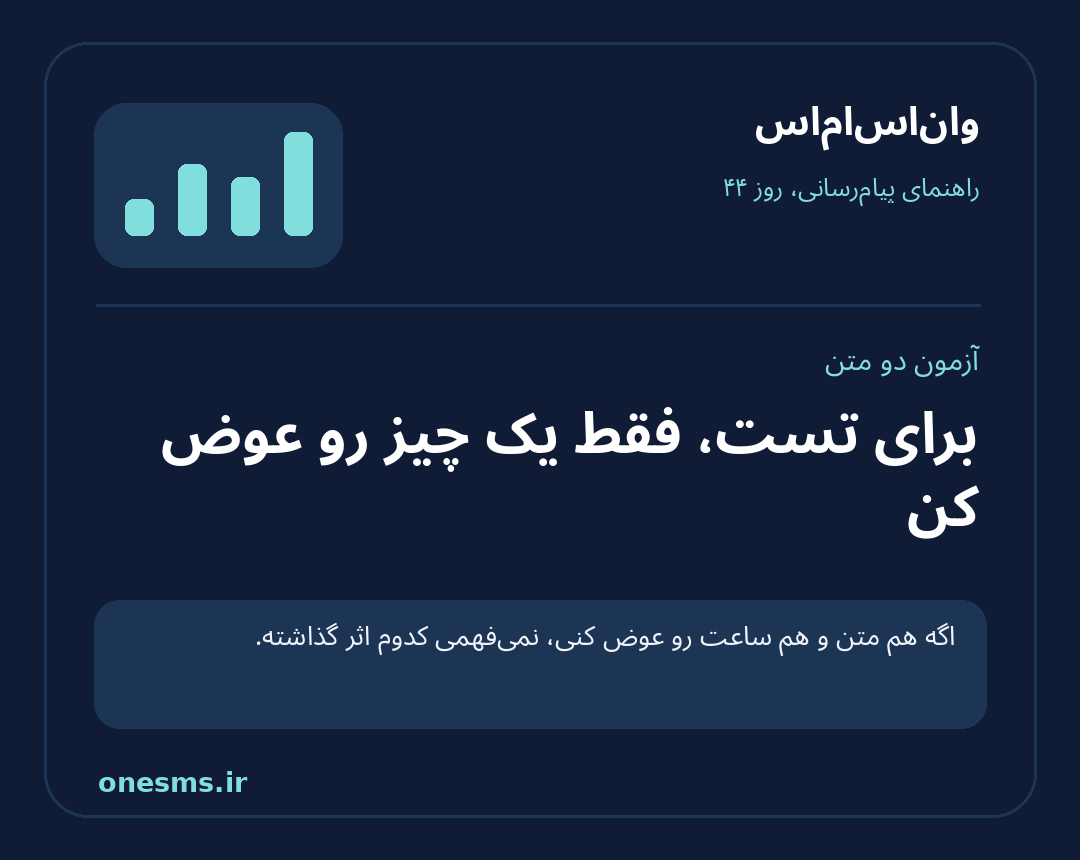 وان‌اس‌ام‌اس
راهنمای پیام‌رسانی، روز ۴۴
آزمون دو متن
برای تست، فقط یک چیز رو عوض
کن
اگه هم متن و هم ساعت رو عوض کنی، نمی‌فهمی کدوم اثر گذاشته.
onesms.ir